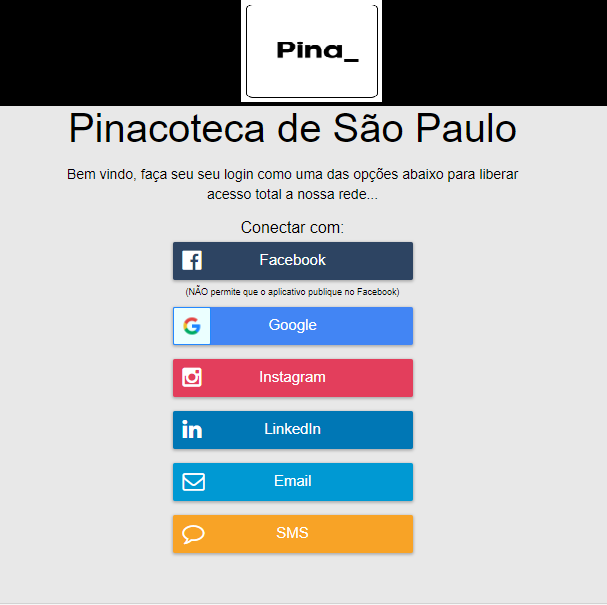 Pina_
Pinacoteca de São Paulo
Bem vindo, faça seu seu login como uma das opções abaixo para liberar
acesso total a nossa rede...
Conectar com:
Facebook
(NÃO permite que o aplicativo publique no Facebook)
Google
Instagram
LinkedIn
Email
SMS